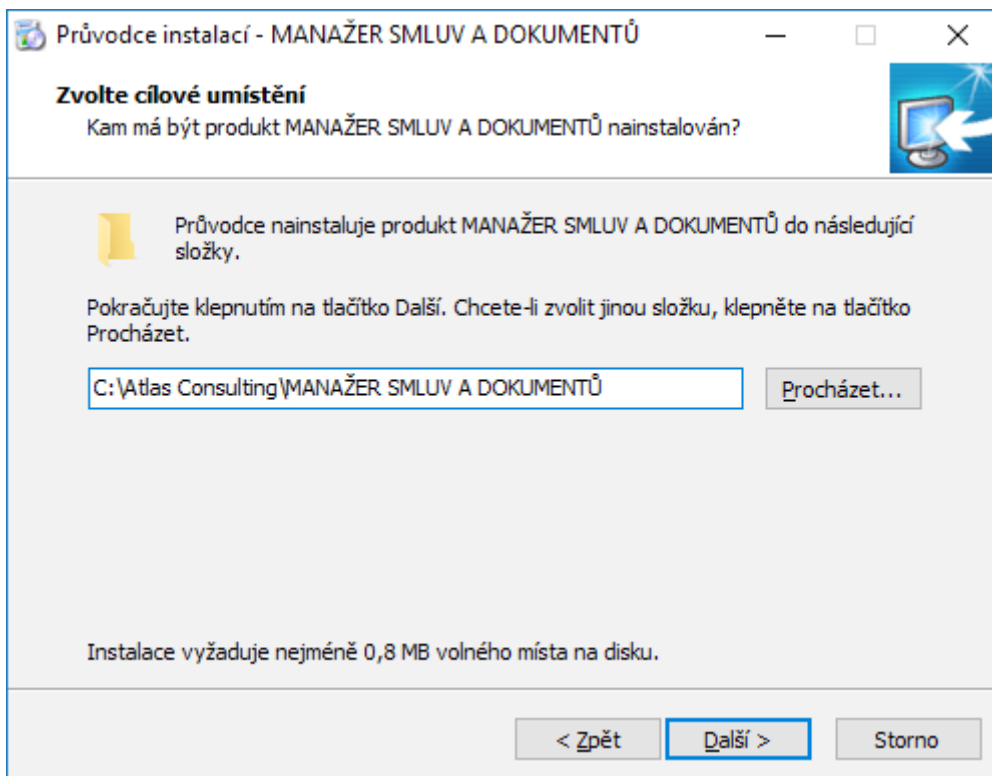 Průvodce instalací - MANAŽER SMLUV A DOKUMENTŮ
Zvolte cílové umístění
Kam má být produkt MANAŽER SMLUV A DOKUMENTŮ nainstalován?
Průvodce nainstaluje produkt MANAŽER SMLUV A DOKUMENTŮ do následující
složky.
Pokračujte klepnutím na tlačítko Další. Chcete-li zvolit jinou složku, klepněte na tlačítko
Procházet.
C:\Atlas Consulting\MANAŽER SMLUV A DOKUMENTŮ
Procházet...
Instalace vyžaduje nejméně 0,8 MB volného místa na disku.
< Zpět
Další >
Storno